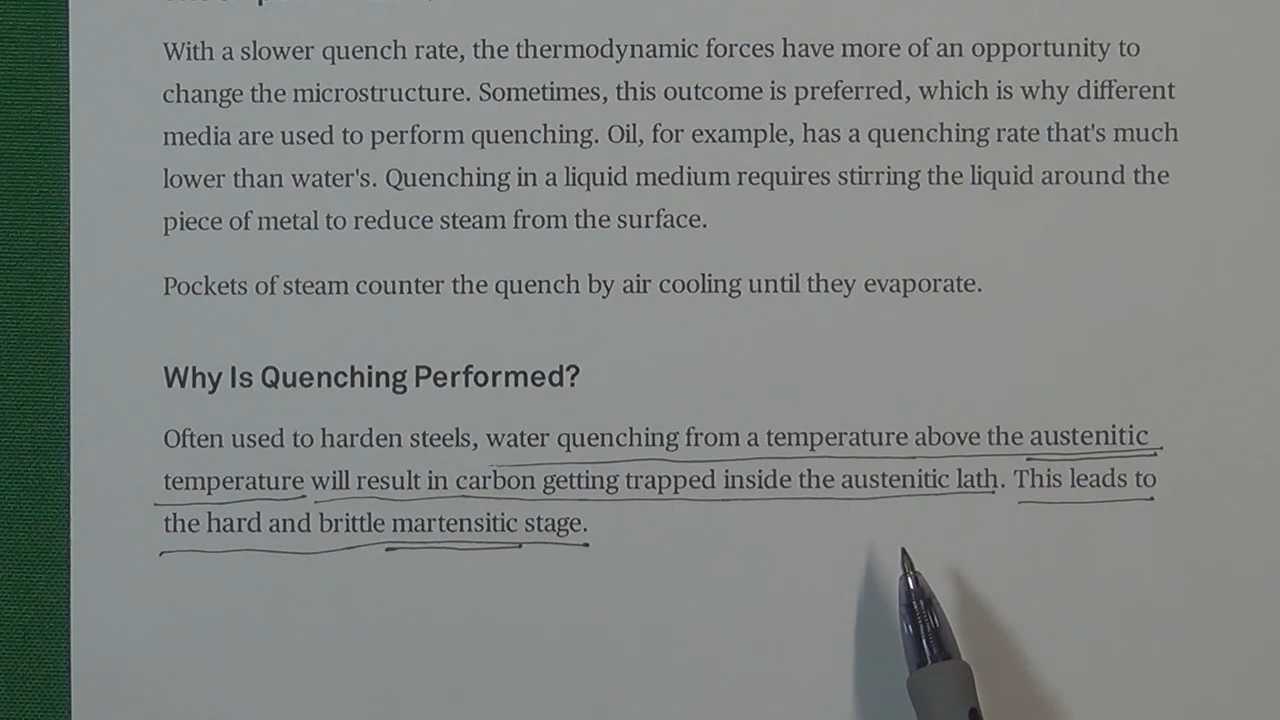 With a slower quench rate, the thermodynamic forces have more of an opportunity to
change the microstructure. Sometimes, this outcome is preferred, which is why different
media are used to perform quenching. Oil, for example, has a quenching rate that's much
lower than water's. Quenching in a liquid medium requires stirring the liquid around the
piece of metal to reduce steam from the surface.
Pockets of steam counter the quench by air cooling until they evaporate.
Why Is Quenching Performed?
Often used to harden steels, water quenching from a temperature above the austenitic
temperature will result in carbon getting trapped inside the austenitic lath. This leads to
the hard and brittle martensitic stage.